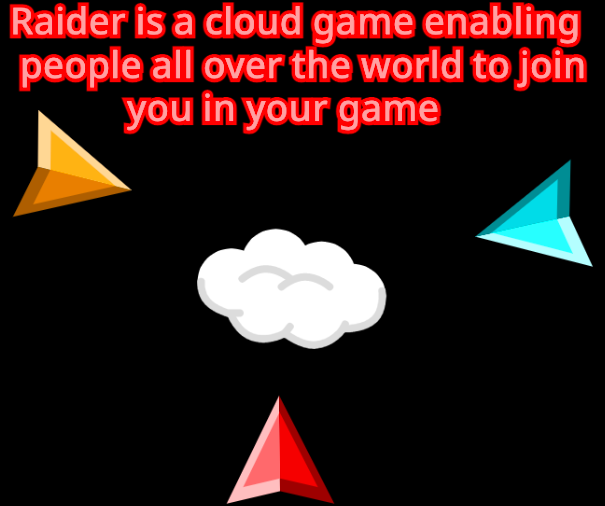 Raider is a cloud game enabling
people all over the world to join
you in your game